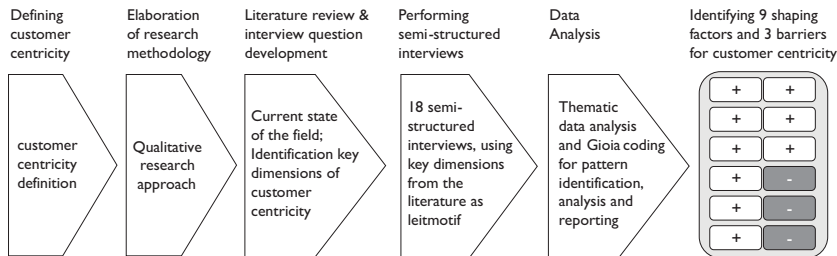 Defining
customer
centricity
Elaboration
of research
methodology
Literature review &
interview question
development
Performing
semi-structured
interviews
Data
Analysis
Identifying 9 shaping
factors and 3 barriers
for customer centricity
customer
centricity
definition
Qualitative
research
approach
Current state
of the field;
Identification key
dimensions of
customer
centricity
18 semi-
structured
interviews, using
key dimensions
from the
literature as
leitmotif
Thematic
data analysis
and Gioia coding
for pattern
identification,
analysis and
reporting
+ +
+ +
+ +
+ -
+ -
+ -